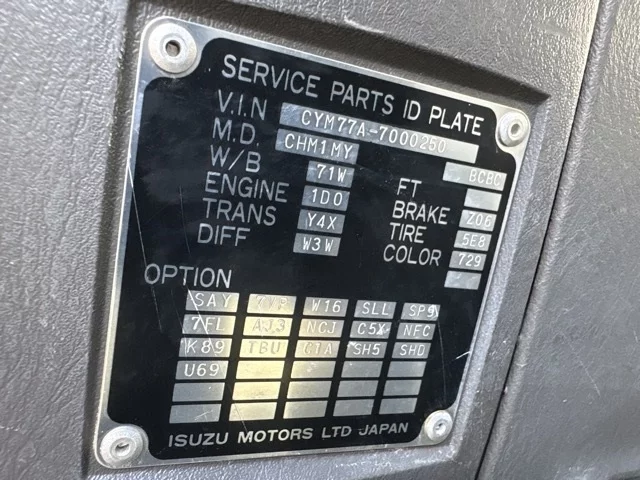 SERVICE PARTS ID PLATE
V.I.N CYM77A-7000250
M.D. CHM1MY BCBC
W/B 71W FT
ENGINE 1D0 BRAKE Z06
TRANS Y4X TIRE 5E8
DIFF W3W COLOR 729
OPTION
SAY W16 SLL SP9
7FL AJ3 NCJ C5X NFC
K89 TBU C1A SH5 SHD
U69
ISUZU MOTORS LTD JAPAN